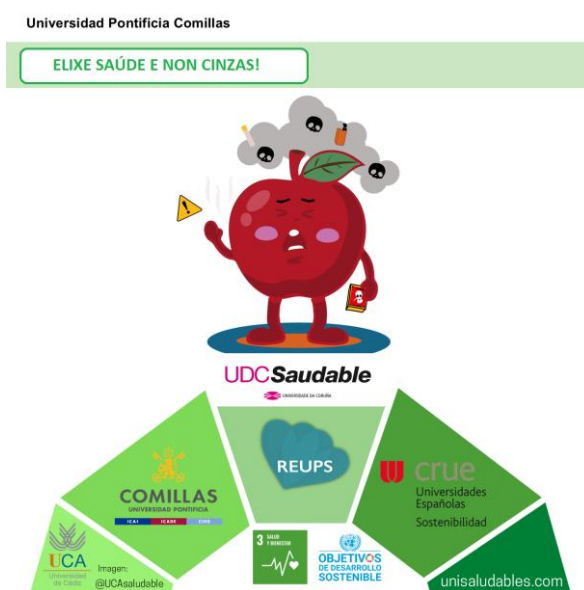 Universidad Pontificia Comillas
ELIXE SAÚDE E NON CINZAS!
UDCSaudable
UNIVERSIDADE DA CORUÑA
COMILLAS
UNIVERSIDAD PONTIFICIA
ICAI ICADE CIHS
REUPS
crue
Universidades
Españolas
Sostenibilidad
UCA
Universidad
de Cádiz
Imagen:
@UCAsaludable
3 SALUD
Y BIENESTAR
OBJETIVOS
DE DESARROLLO
SOSTENIBLE
unisaludables.com